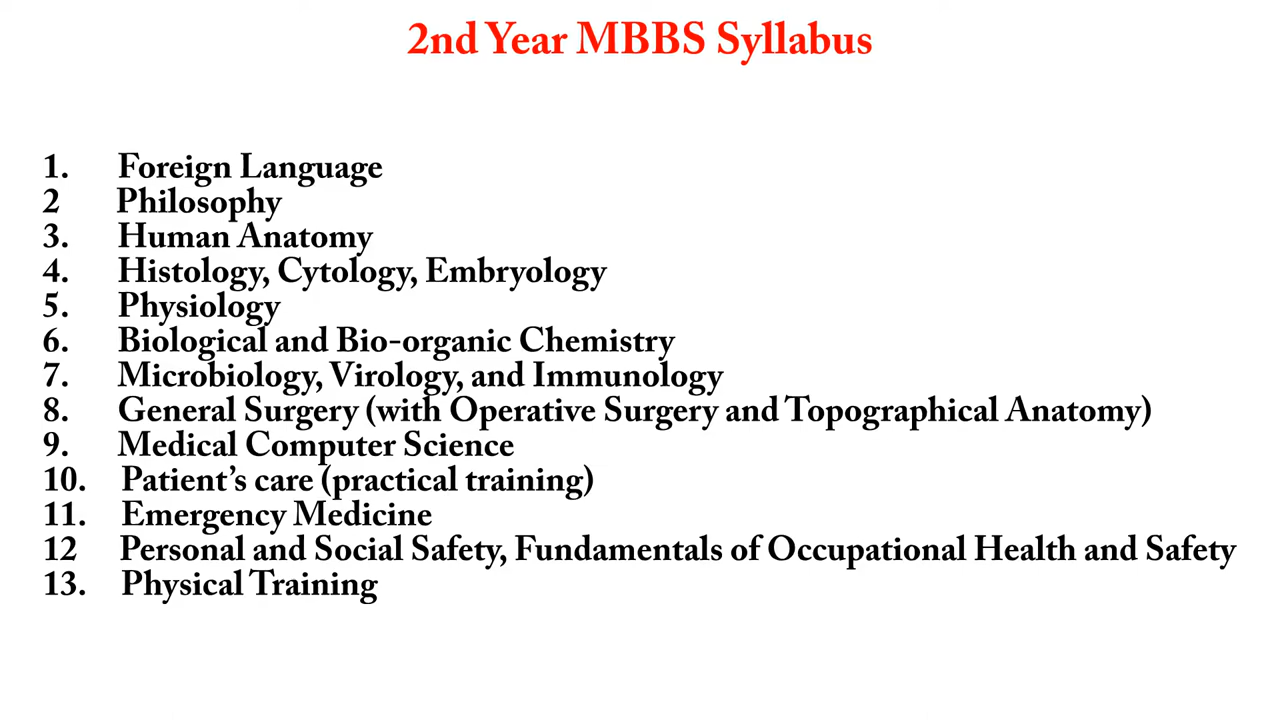 2nd Year MBBS Syllabus
1. Foreign Language
2 Philosophy
3. Human Anatomy
4. Histology, Cytology, Embryology
5. Physiology
6. Biological and Bio-organic Chemistry
7. Microbiology, Virology, and Immunology
8. General Surgery (with Operative Surgery and Topographical Anatomy)
9. Medical Computer Science
10. Patient’s care (practical training)
11. Emergency Medicine
12 Personal and Social Safety, Fundamentals of Occupational Health and Safety
13. Physical Training